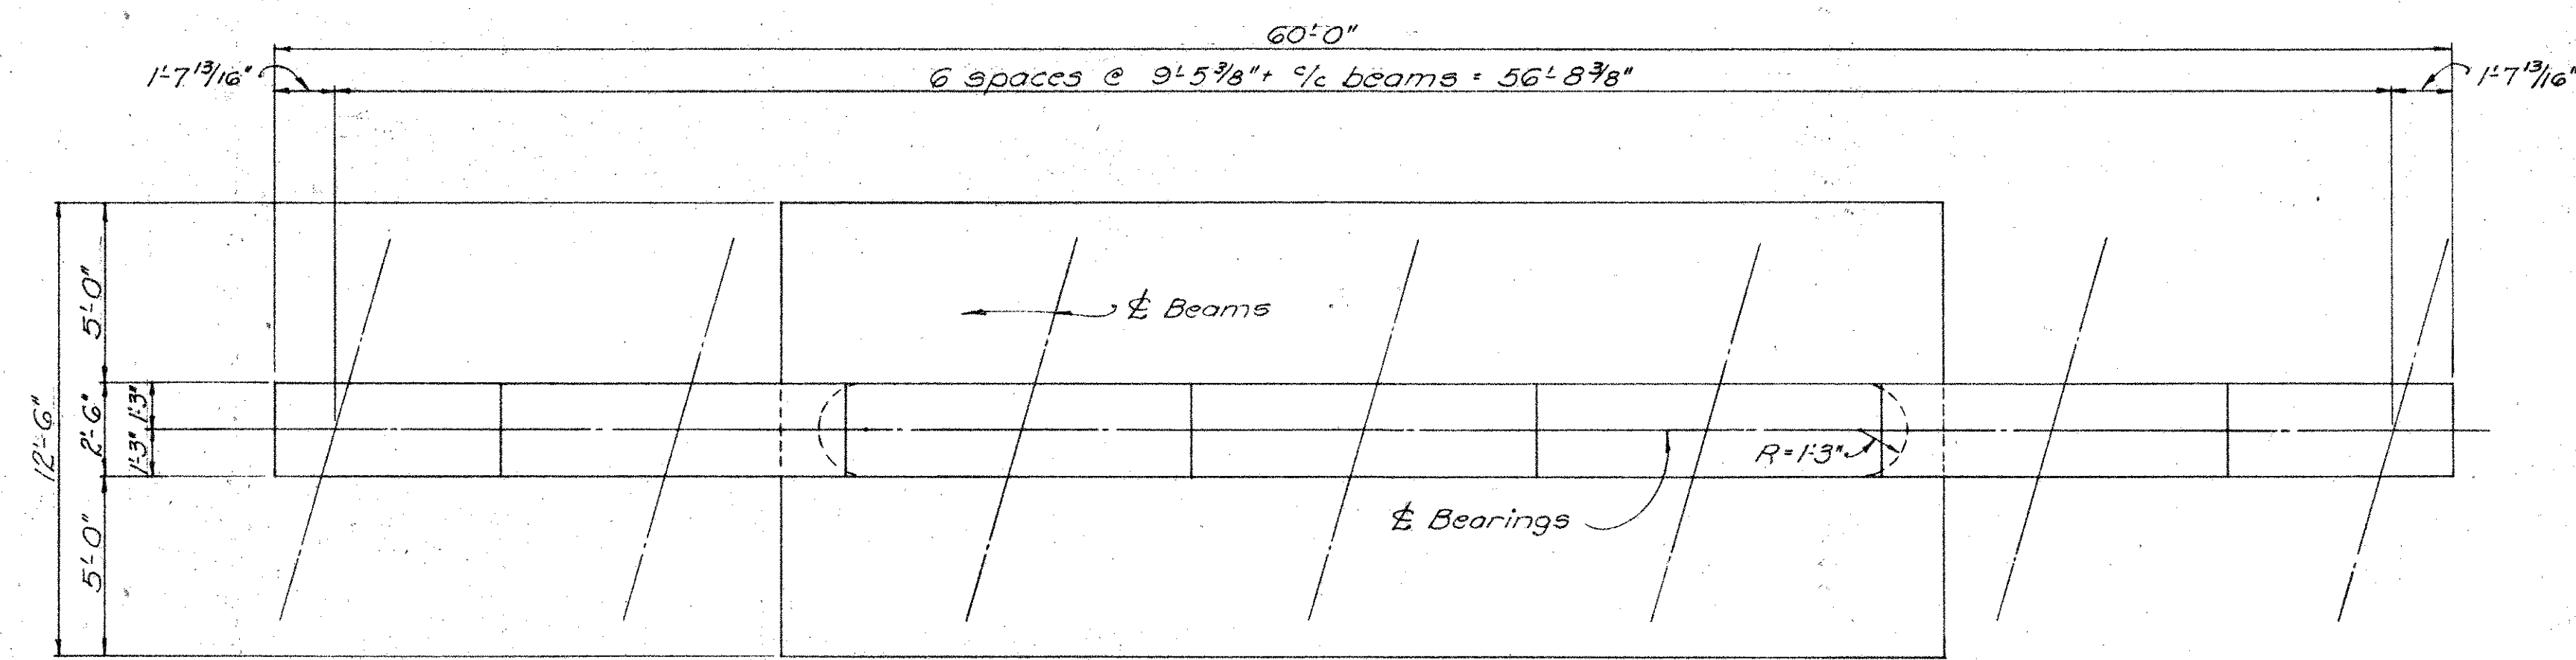 60'-0"
1'-7 13/16"
6 spaces @ 9'-5 3/8"+ c/c beams = 56'-8 3/8"
1'-7 13/16"
5'-0"
℄ Beams
12'-6"
2'-6"
1'-3" 1'-3"
R=1'-3"
℄ Bearings
5'-0"